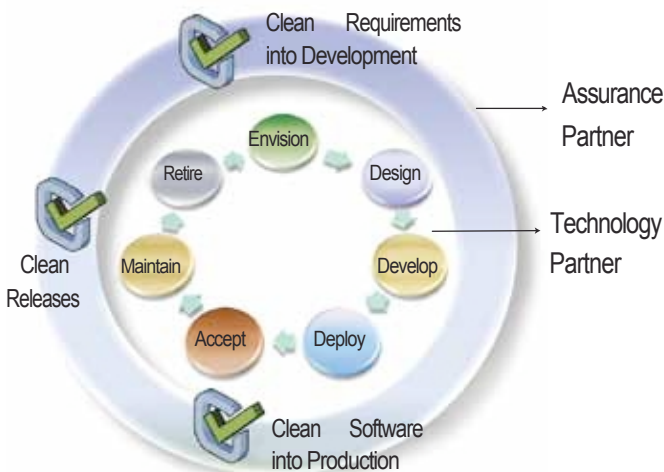 Clean Requirements
into Development
Assurance
Partner
Envision
Retire
Design
Technology
Partner
Clean
Releases
Maintain
Develop
Accept
Deploy
Clean Software
into Production